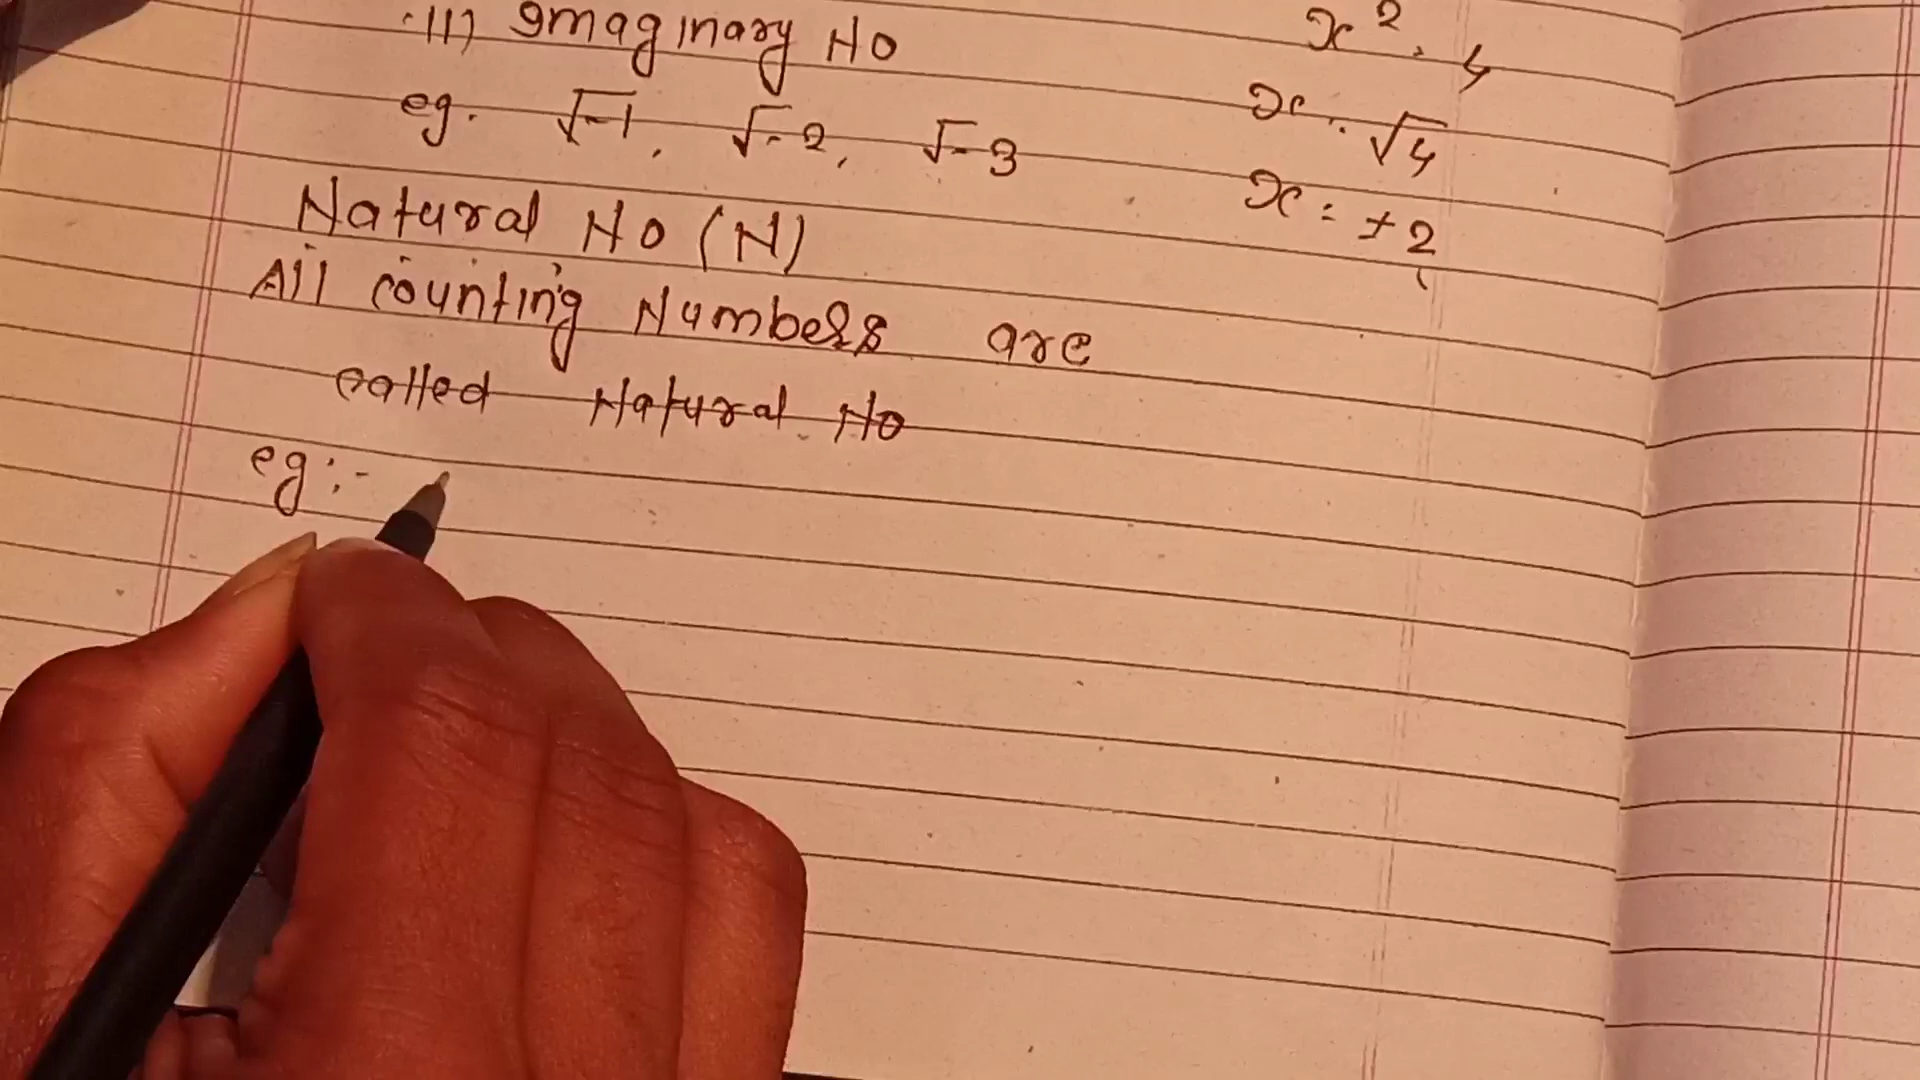 II) Imaginary No
eg. √-1, √-2, √-3
Natural No (N)
All counting Numbers are
called Natural No
eg:-
x² = 4
x = √4
x = ±2